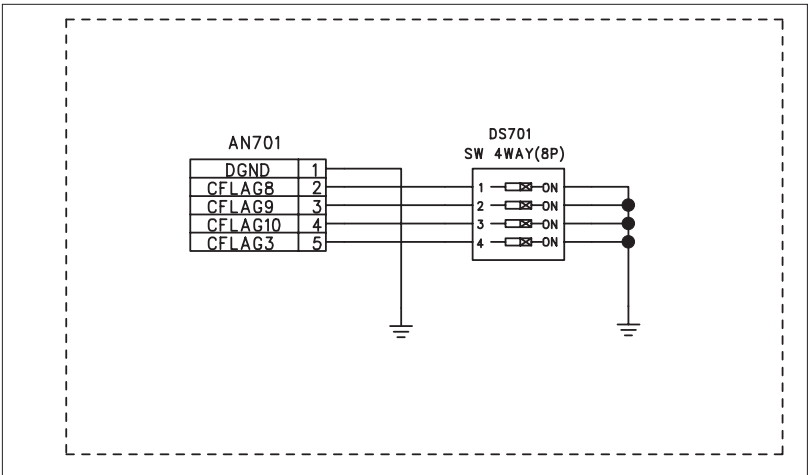 AN701
DGND 1
CFLAG8 2
CFLAG9 3
CFLAG10 4
CFLAG3 5
DS701
SW 4WAY(8P)
1 ON
2 ON
3 ON
4 ON